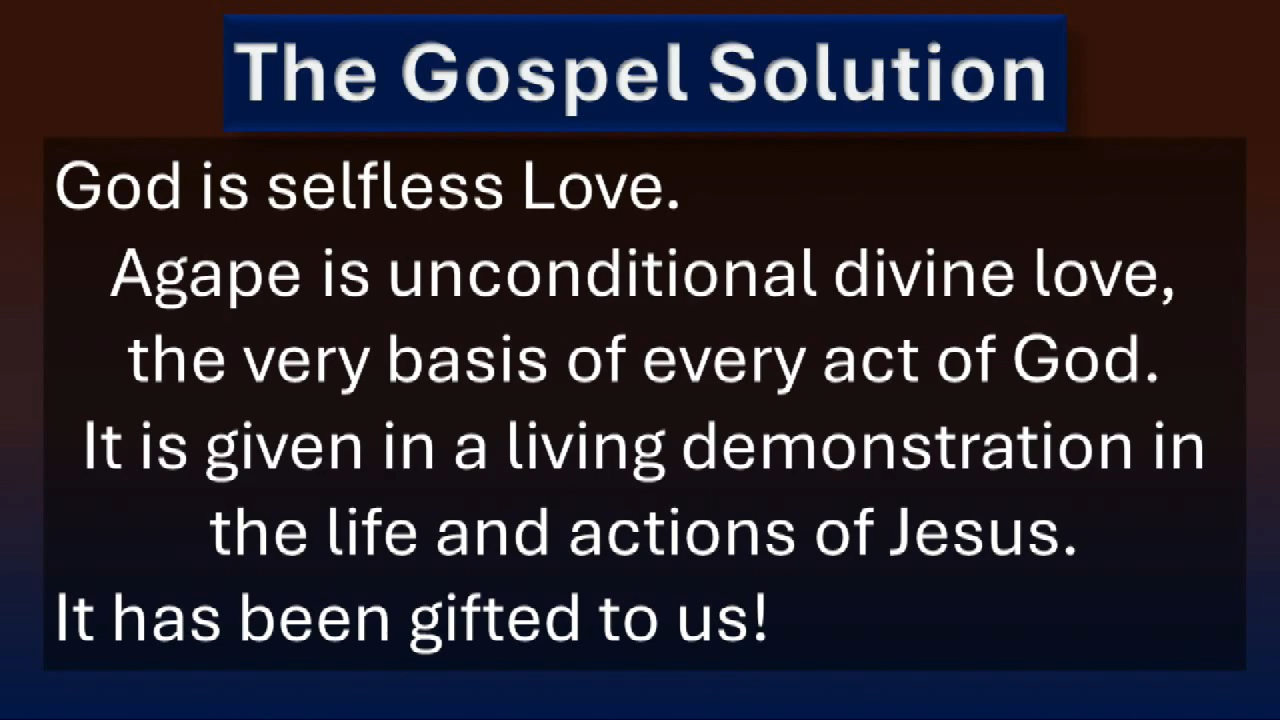 The Gospel Solution
God is selfless Love.
Agape is unconditional divine love,
the very basis of every act of God.
It is given in a living demonstration in
the life and actions of Jesus.
It has been gifted to us!